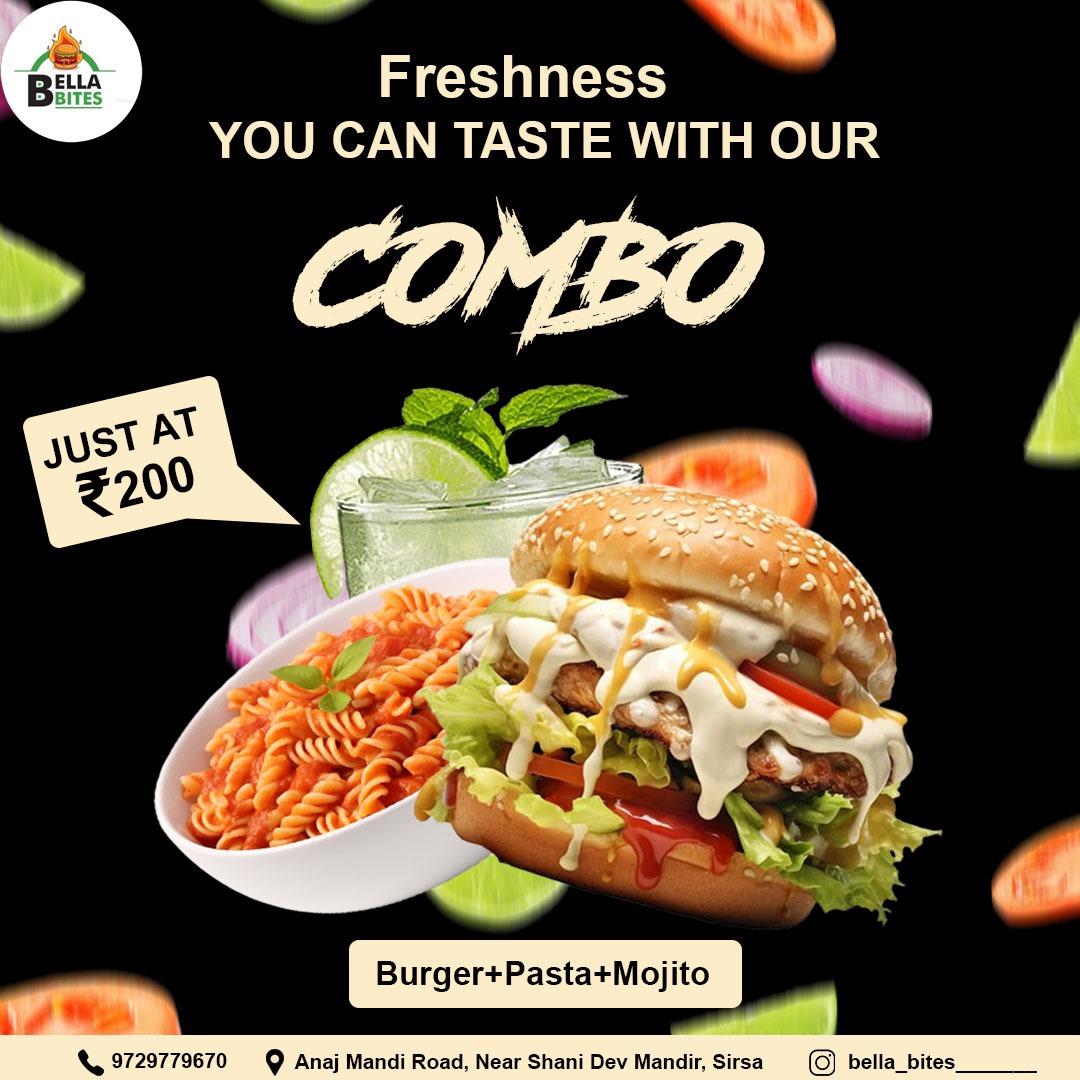 BELLA
BITES
Freshness
YOU CAN TASTE WITH OUR
COMBO
JUST AT
₹200
Burger+Pasta+Mojito
9729779670 Anaj Mandi Road, Near Shani Dev Mandir, Sirsa bella_bites_______